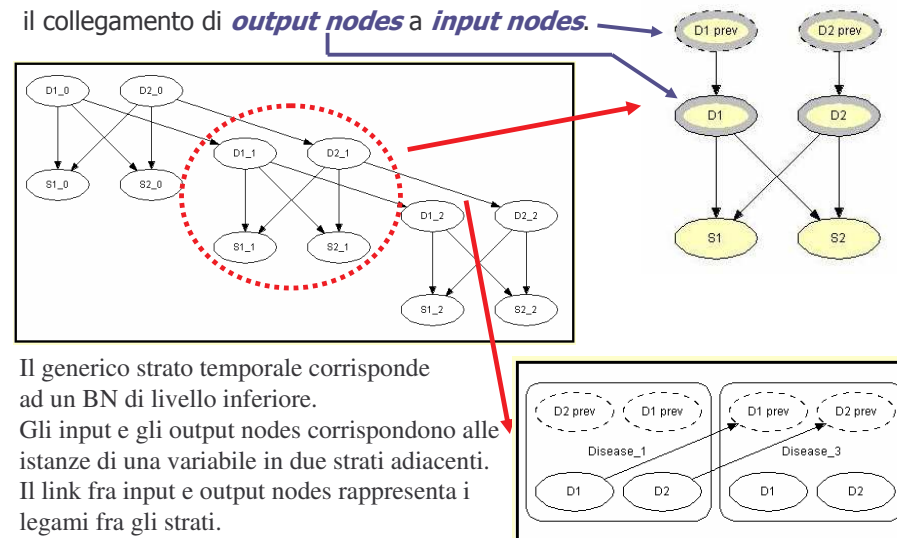 il collegamento di output nodes a input nodes.
D1 prev D2 prev
D1 D2
S1 S2
D1_0 D2_0
S1_0 S2_0
D1_1 D2_1
S1_1 S2_1
D1_2 D2_2
S1_2 S2_2
Il generico strato temporale corrisponde
ad un BN di livello inferiore.
Gli input e gli output nodes corrispondono alle
istanze di una variabile in due strati adiacenti.
Il link fra input e output nodes rappresenta i
legami fra gli strati.
D2 prev D1 prev D1 prev D2 prev
Disease_1 Disease_3
D1 D2 D1 D2